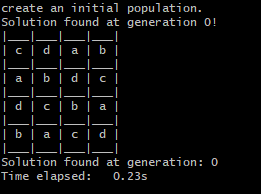 create an initial population.
Solution found at generation 0!
|___|___|___|___|
| c | d | a | b |
|___|___|___|___|
| a | b | d | c |
|___|___|___|___|
| d | c | b | a |
|___|___|___|___|
| b | a | c | d |
|___|___|___|___|
Solution found at generation: 0
Time elapsed:   0.23s